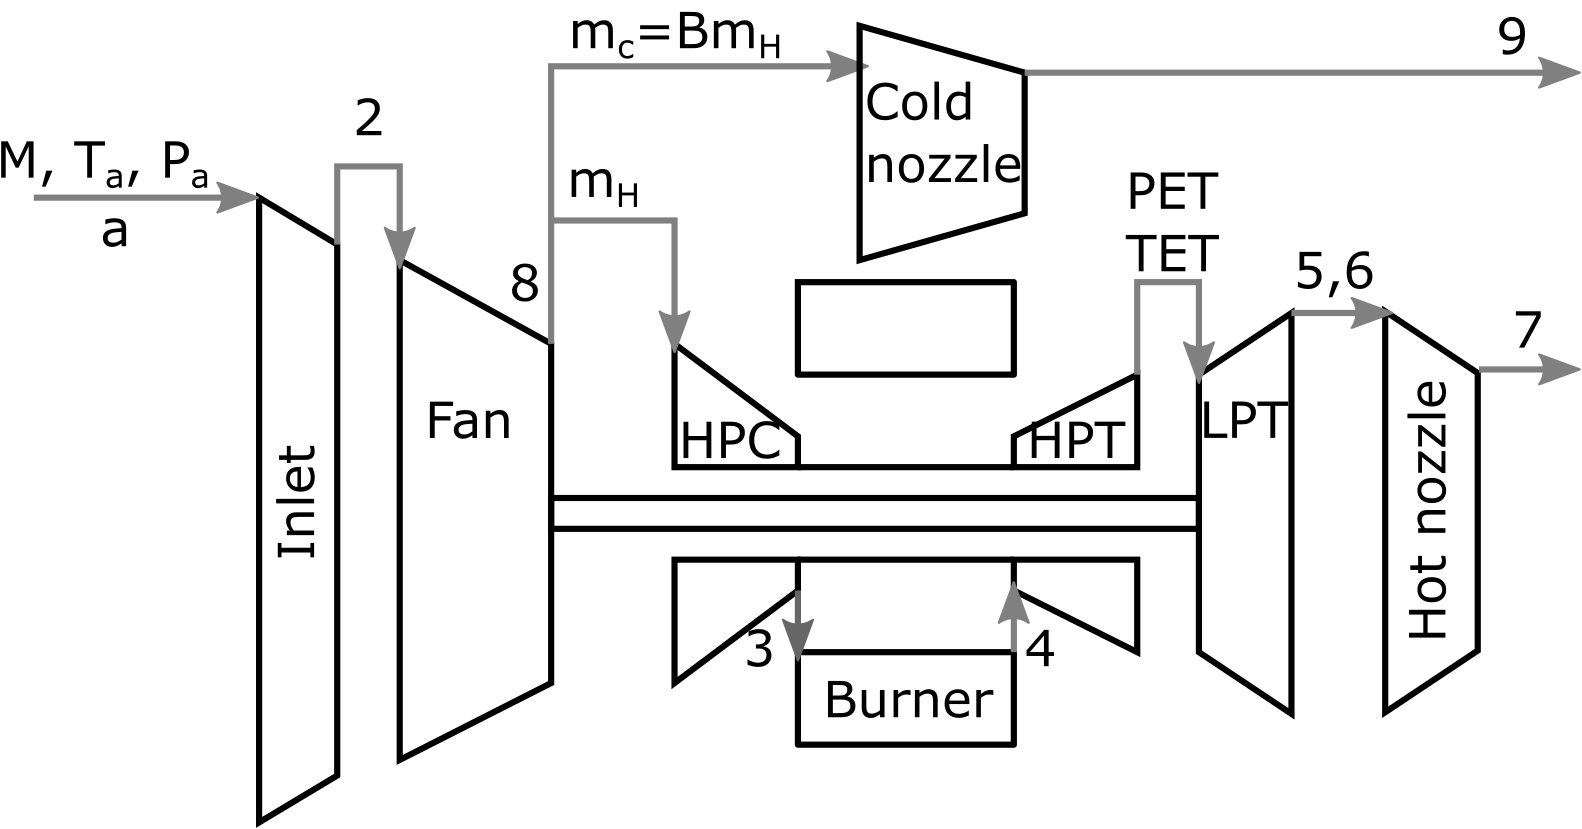 m_c=Bm_H
9
2
Cold
nozzle
M, T_a, P_a
a
m_H
PET
TET
8
5,6
7
Fan
HPC
HPT
LPT
Inlet
Hot nozzle
3
4
Burner